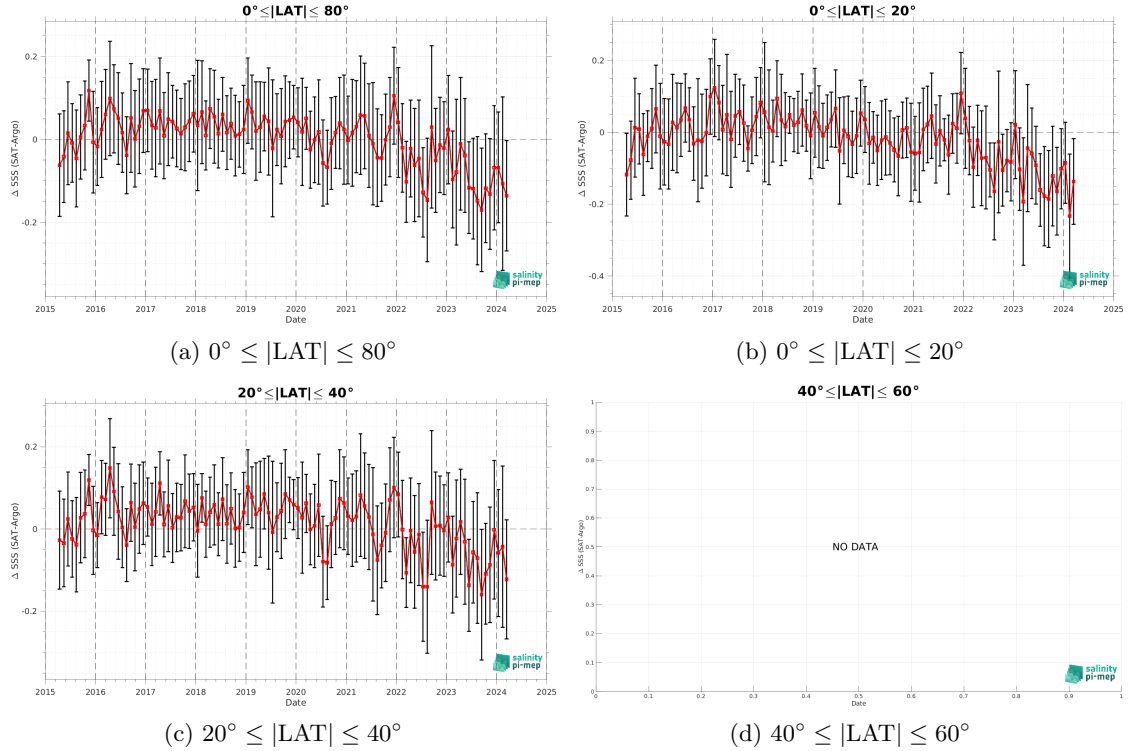 0°≤|LAT|≤ 80°
Δ SSS (SAT-Argo)
0.2
0
-0.2
2015 2016 2017 2018 2019 2020 2021 2022 2023 2024 2025
Date
salinity
pi-mep
(a) 0° ≤ |LAT| ≤ 80°
0°≤|LAT|≤ 20°
Δ SSS (SAT-Argo)
0.2
0
-0.2
-0.4
2015 2016 2017 2018 2019 2020 2021 2022 2023 2024 2025
Date
salinity
pi-mep
(b) 0° ≤ |LAT| ≤ 20°
20°≤|LAT|≤ 40°
Δ SSS (SAT-Argo)
0.2
0
-0.2
2015 2016 2017 2018 2019 2020 2021 2022 2023 2024 2025
Date
salinity
pi-mep
(c) 20° ≤ |LAT| ≤ 40°
40°≤|LAT|≤ 60°
Δ SSS (SAT-Argo)
1
0.9
0.8
0.7
0.6
0.5
0.4
0.3
0.2
0.1
0
NO DATA
0 0.1 0.2 0.3 0.4 0.5 0.6 0.7 0.8 0.9 1
Date
salinity
pi-mep
(d) 40° ≤ |LAT| ≤ 60°